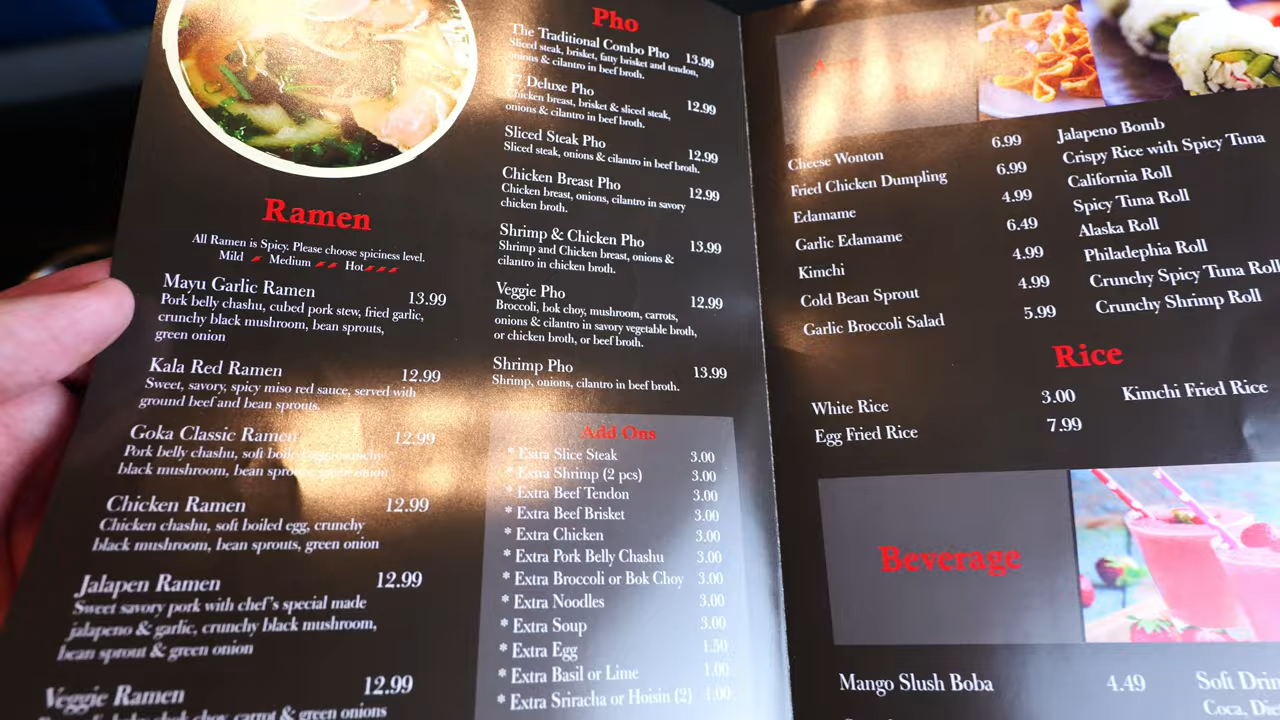 Ramen
All Ramen is Spicy. Please choose spiciness level.
Mild Medium Hot
Mayu Garlic Ramen 13.99
Pork belly chashu, cubed pork stew, fried garlic,
crunchy black mushroom, bean sprouts,
green onion
Kala Red Ramen 12.99
Sweet, savory, spicy miso red sauce, served with
ground beef and bean sprouts.
Goka Classic Ramen 12.99
Pork belly chashu, soft boiled egg, crunchy
black mushroom, bean sprouts, green onion
Chicken Ramen 12.99
Chicken chashu, soft boiled egg, crunchy
black mushroom, bean sprouts, green onion
Jalapen Ramen 12.99
Sweet savory pork with chef's special made
jalapeno & garlic, crunchy black mushroom,
bean sprout & green onion
Veggie Ramen 12.99
choy, carrot & green onions
Pho
The Traditional Combo Pho 13.99
Sliced steak, brisket, fatty brisket and tendon,
onions & cilantro in beef broth.
Deluxe Pho 12.99
Chicken breast, brisket & sliced steak,
onions & cilantro in beef broth.
Sliced Steak Pho 12.99
Sliced steak, onions & cilantro in beef broth.
Chicken Breast Pho 12.99
Chicken breast, onions, cilantro in savory
chicken broth.
Shrimp & Chicken Pho 13.99
Shrimp and Chicken breast, onions &
cilantro in chicken broth.
Veggie Pho 12.99
Broccoli, bok choy, mushroom, carrots,
onions & cilantro in savory vegetable broth,
or chicken broth, or beef broth.
Shrimp Pho 13.99
Shrimp, onions, cilantro in beef broth.
Add Ons
* Extra Slice Steak 3.00
* Extra Shrimp (2 pcs) 3.00
* Extra Beef Tendon 3.00
* Extra Beef Brisket 3.00
* Extra Chicken 3.00
* Extra Pork Belly Chashu 3.00
* Extra Broccoli or Bok Choy 3.00
* Extra Noodles 3.00
* Extra Soup 3.00
* Extra Egg 1.50
* Extra Basil or Lime 1.00
* Extra Sriracha or Hoisin (2) 1.00
Cheese Wonton 6.99
Fried Chicken Dumpling 6.99
Edamame 4.99
Garlic Edamame 6.49
Kimchi 4.99
Cold Bean Sprout 4.99
Garlic Broccoli Salad 5.99
Jalapeno Bomb
Crispy Rice with Spicy Tuna
California Roll
Spicy Tuna Roll
Alaska Roll
Philadephia Roll
Crunchy Spicy Tuna Roll
Crunchy Shrimp Roll
Rice
White Rice 3.00
Egg Fried Rice 7.99
Kimchi Fried Rice
Beverage
Mango Slush Boba 4.49
Soft
Coca,